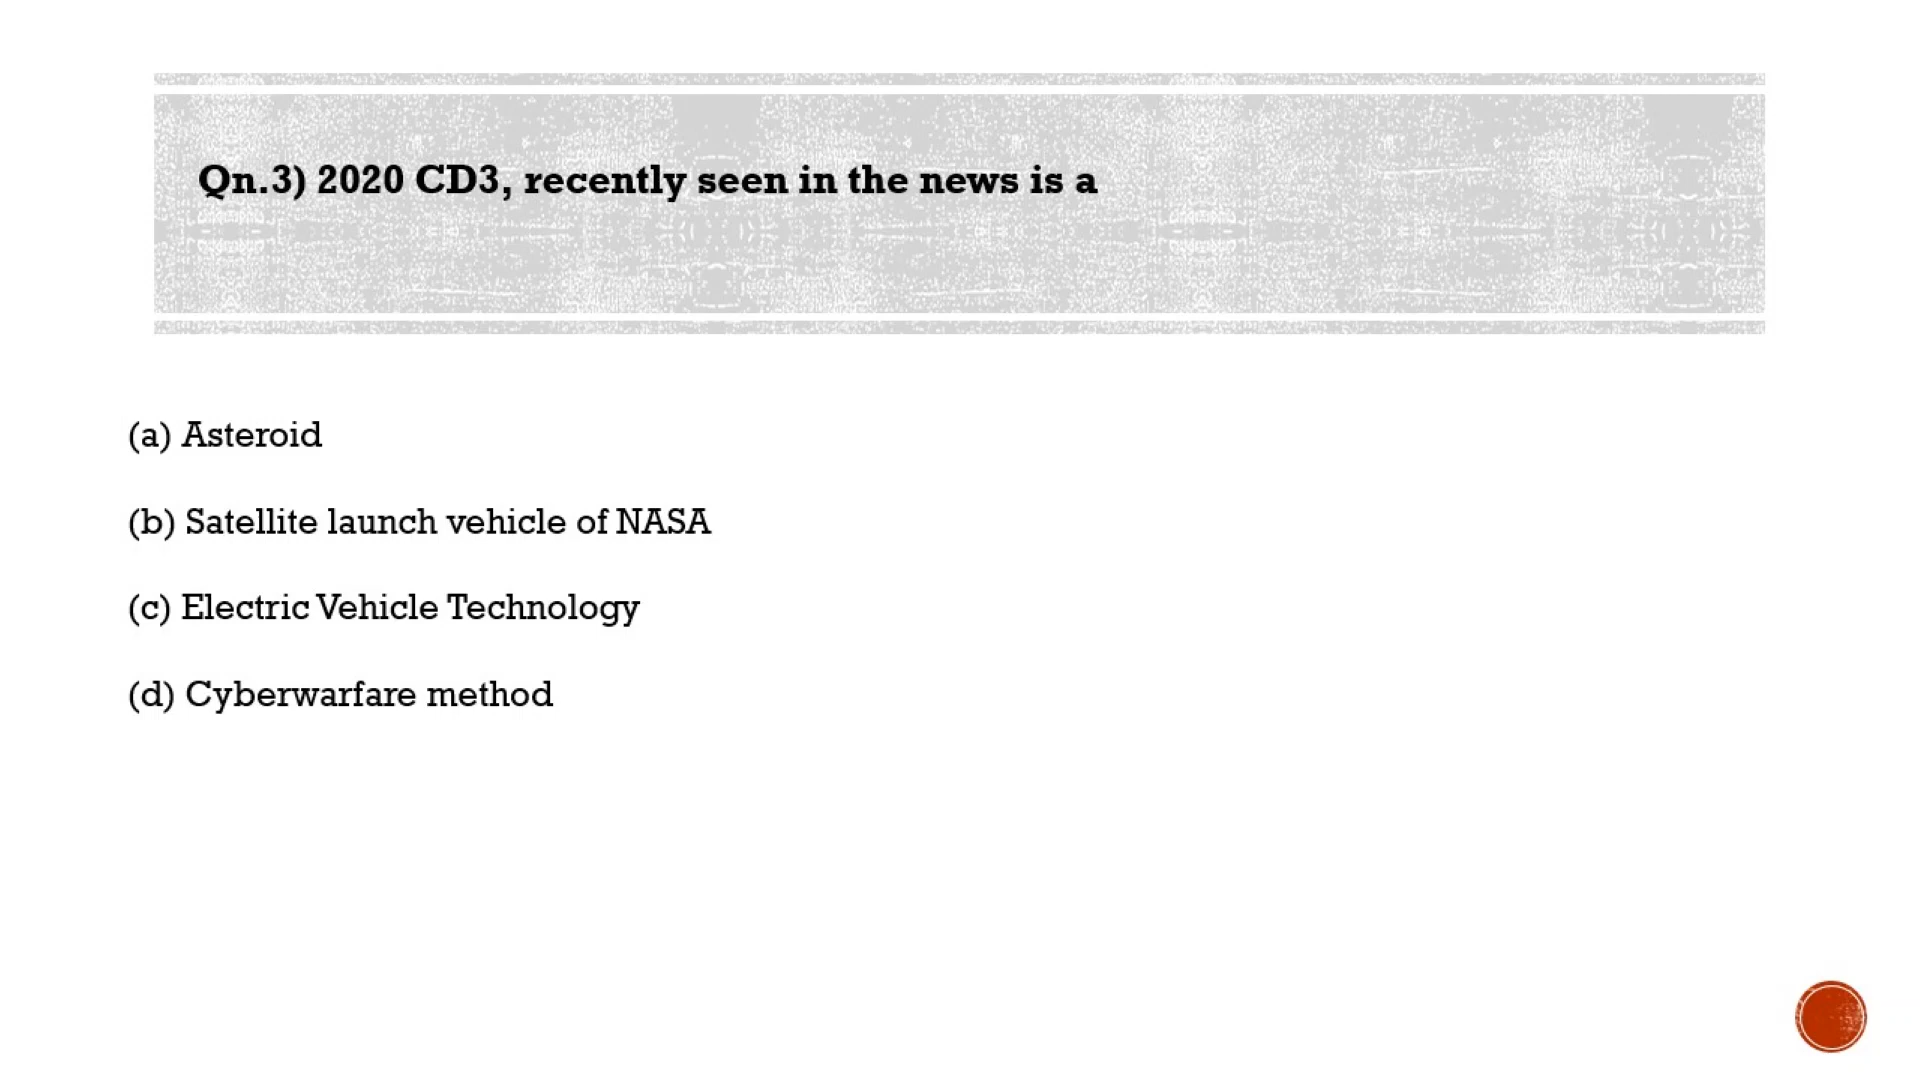 Qn.3) 2020 CD3, recently seen in the news is a
(a) Asteroid
(b) Satellite launch vehicle of NASA
(c) Electric Vehicle Technology
(d) Cyberwarfare method